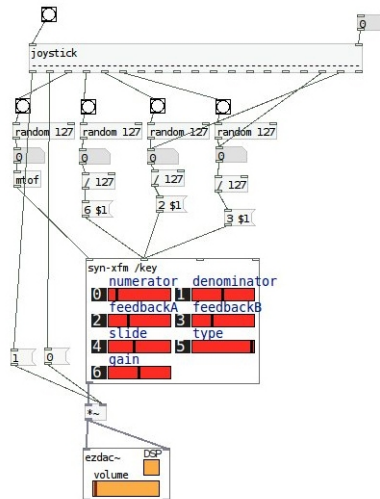 0
joystick
random 127 random 127 random 127 random 127
0 0 0 0
mtof / 127 / 127 / 127
6 $1 2 $1 3 $1
syn-xfm /key
numerator denominator
0 1
feedbackA feedbackB
2 3
slide type
4 5
gain
6
1 0
*~
ezdac~ DSP
volume